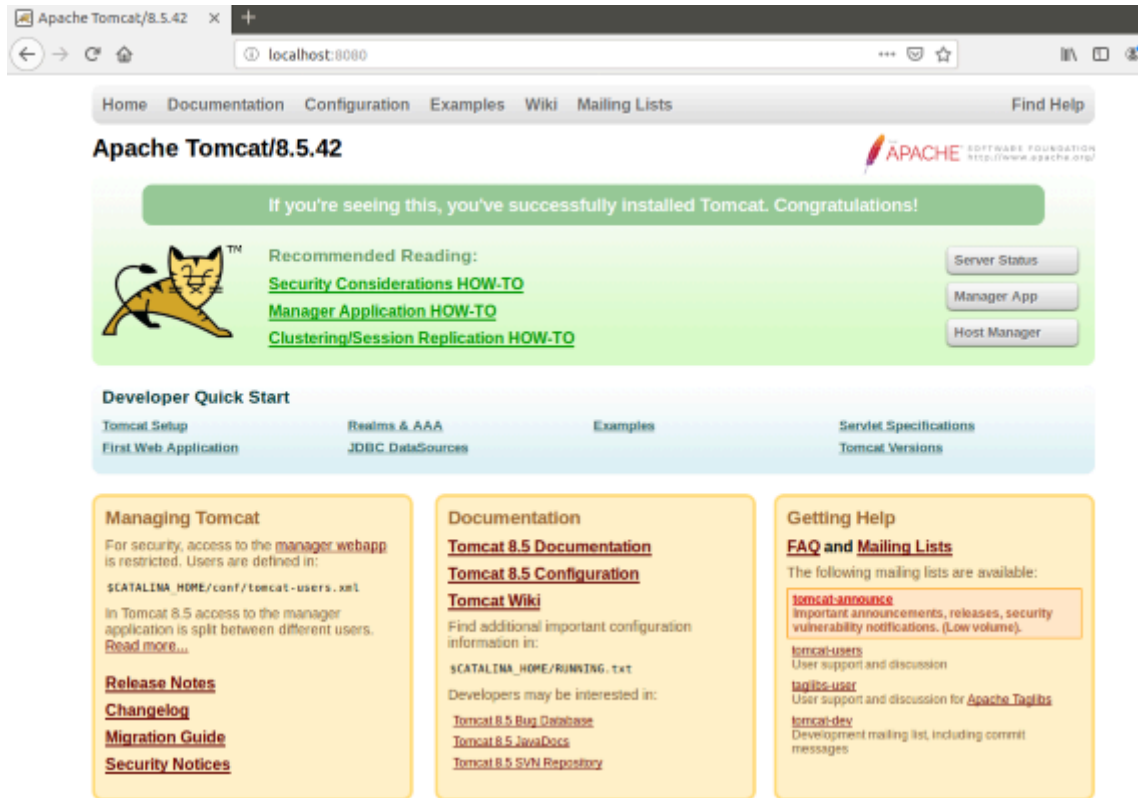 Apache Tomcat/8.5.42
localhost:8080
Home Documentation Configuration Examples Wiki Mailing Lists Find Help
Apache Tomcat/8.5.42
THE APACHE SOFTWARE FOUNDATION
http://www.apache.org/
If you're seeing this, you've successfully installed Tomcat. Congratulations!
TM
Recommended Reading:
Security Considerations HOW-TO
Manager Application HOW-TO
Clustering/Session Replication HOW-TO
Server Status
Manager App
Host Manager
Developer Quick Start
Tomcat Setup
First Web Application
Realms & AAA
JDBC DataSources
Examples
Servlet Specifications
Tomcat Versions
Managing Tomcat
For security, access to the manager webapp
is restricted. Users are defined in:
$CATALINA_HOME/conf/tomcat-users.xml
In Tomcat 8.5 access to the manager
application is split between different users.
Read more...
Release Notes
Changelog
Migration Guide
Security Notices
Documentation
Tomcat 8.5 Documentation
Tomcat 8.5 Configuration
Tomcat Wiki
Find additional important configuration
information in:
$CATALINA_HOME/RUNNING.txt
Developers may be interested in:
Tomcat 8.5 Bug Database
Tomcat 8.5 JavaDocs
Tomcat 8.5 SVN Repository
Getting Help
FAQ and Mailing Lists
The following mailing lists are available:
tomcat-announce
Important announcements, releases, security
vulnerability notifications. (Low volume).
tomcat-users
User support and discussion
taglibs-user
User support and discussion for Apache Taglibs
tomcat-dev
Development mailing list, including commit
messages